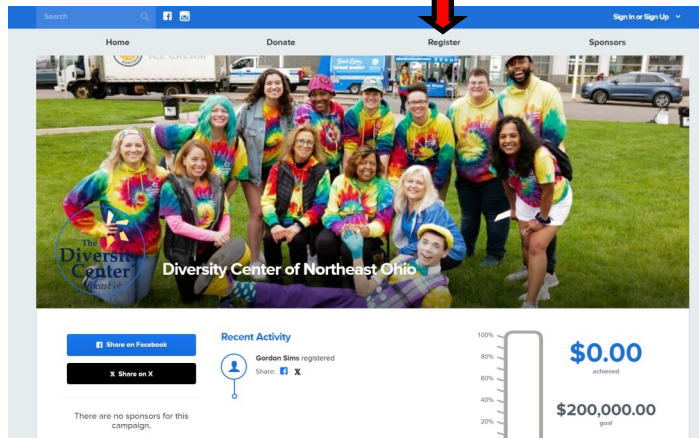 Search
Sign In or Sign Up
Home
Donate
Register
Sponsors
ICE CREAM
The
Diversity
Center
Diversity Center of Northeast Ohio
Share on Facebook
X Share on X
There are no sponsors for this
campaign.
Recent Activity
Gordon Sims registered
Share:
100%
80%
60%
40%
20%
$0.00
achieved
$200,000.00
goal